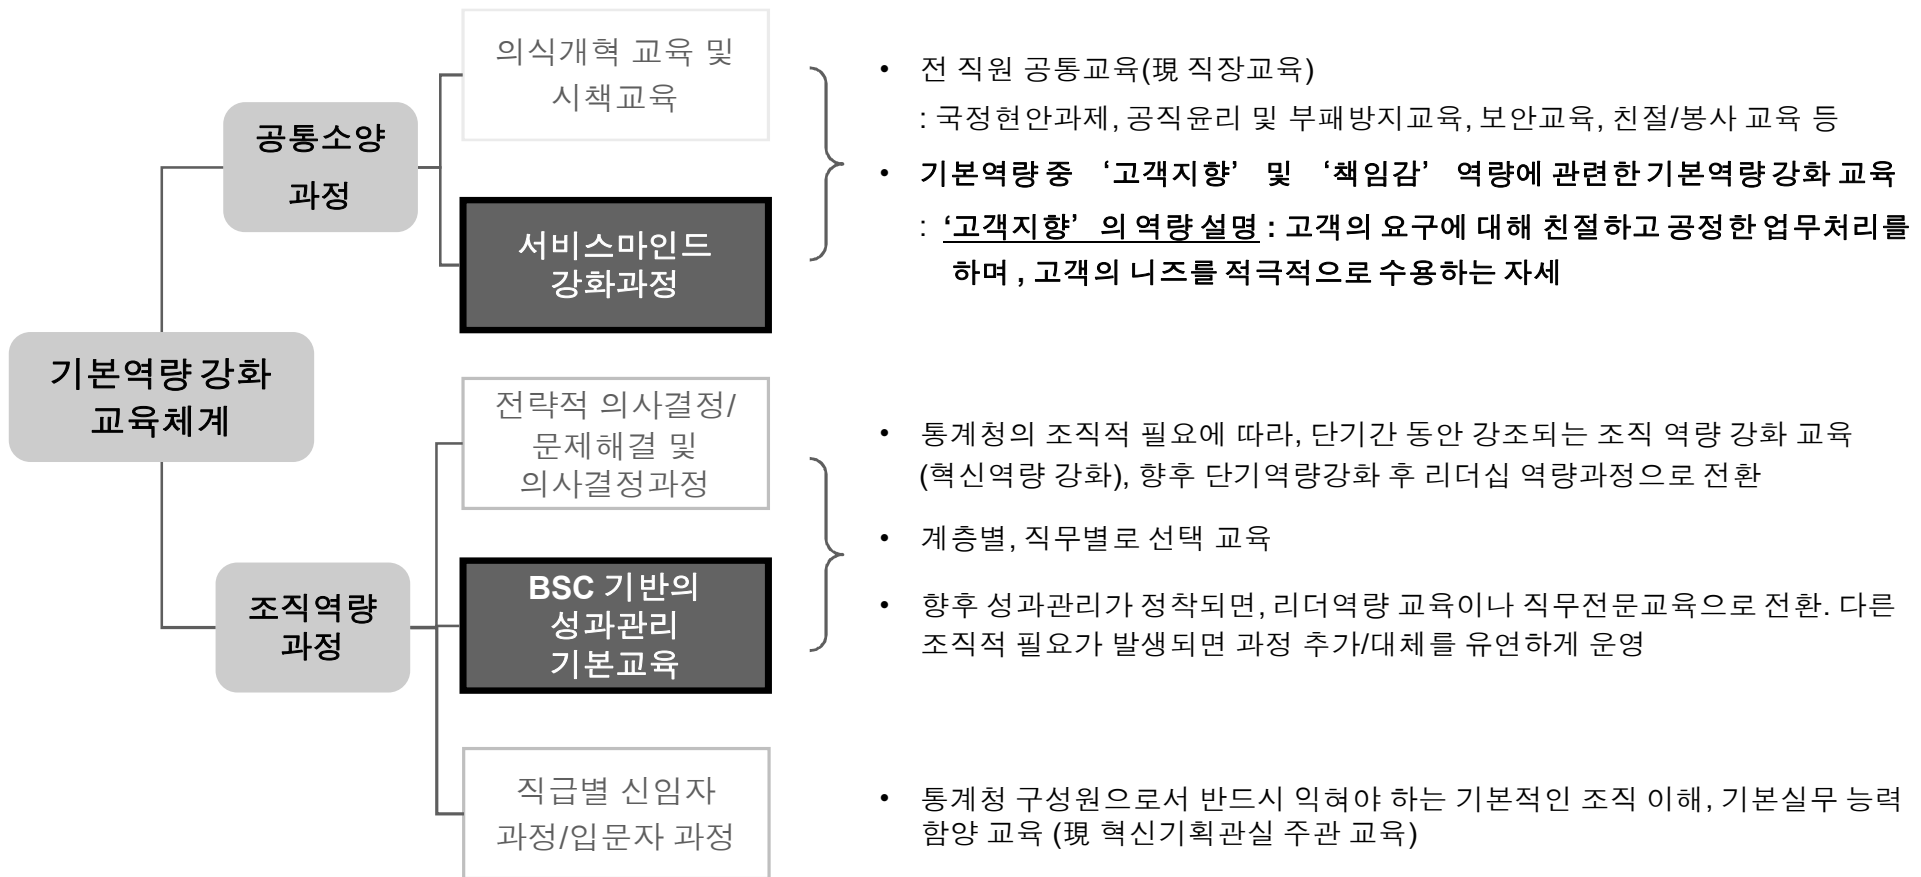 의식개혁 교육 및
시책교육
공통소양
과정
서비스마인드
강화과정
• 전 직원 공통교육(現 직장교육)
: 국정현안과제, 공직윤리 및 부패방지교육, 보안교육, 친절/봉사 교육 등
• 기본역량 중 ‘고객지향’ 및 ‘책임감’ 역량에 관련한 기본역량 강화 교육
: ‘고객지향’ 의 역량 설명 : 고객의 요구에 대해 친절하고 공정한 업무처리를
하며 , 고객의 니즈를 적극적으로 수용하는 자세
기본역량 강화
교육체계
전략적 의사결정/
문제해결 및
의사결정과정
조직역량
과정
BSC 기반의
성과관리
기본교육
• 통계청의 조직적 필요에 따라, 단기간 동안 강조되는 조직 역량 강화 교육
(혁신역량 강화), 향후 단기역량강화 후 리더십 역량과정으로 전환
• 계층별, 직무별로 선택 교육
• 향후 성과관리가 정착되면, 리더역량 교육이나 직무전문교육으로 전환. 다른
조직적 필요가 발생되면 과정 추가/대체를 유연하게 운영
직급별 신임자
과정/입문자 과정
• 통계청 구성원으로서 반드시 익혀야 하는 기본적인 조직 이해, 기본실무 능력
함양 교육 (現 혁신기획관실 주관 교육)